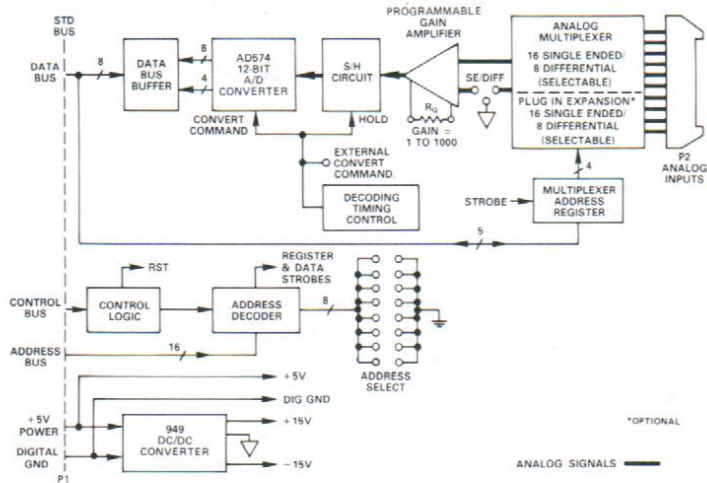 STD
BUS
DATA
BUS
8
DATA
BUS
BUFFER
8
4
AD574
12-BIT
A/D
CONVERTER
CONVERT
COMMAND
S/H
CIRCUIT
HOLD
PROGRAMMABLE
GAIN
AMPLIFIER
RG
GAIN =
1 TO 1000
SE/DIFF
ANALOG
MULTIPLEXER
16 SINGLE ENDED/
8 DIFFERENTIAL
(SELECTABLE)
PLUG IN EXPANSION*
16 SINGLE ENDED/
8 DIFFERENTIAL
(SELECTABLE)
P2
ANALOG
INPUTS
EXTERNAL
CONVERT
COMMAND
DECODING
TIMING
CONTROL
4
STROBE
MULTIPLEXER
ADDRESS
REGISTER
5
RST
REGISTER
& DATA
STROBES
CONTROL
BUS
CONTROL
LOGIC
ADDRESS
DECODER
8
ADDRESS
BUS
16
ADDRESS
SELECT
+5V
DIG GND
+5V
POWER
DIGITAL
GND
949
DC/DC
CONVERTER
+15V
-15V
P1
*OPTIONAL
ANALOG SIGNALS